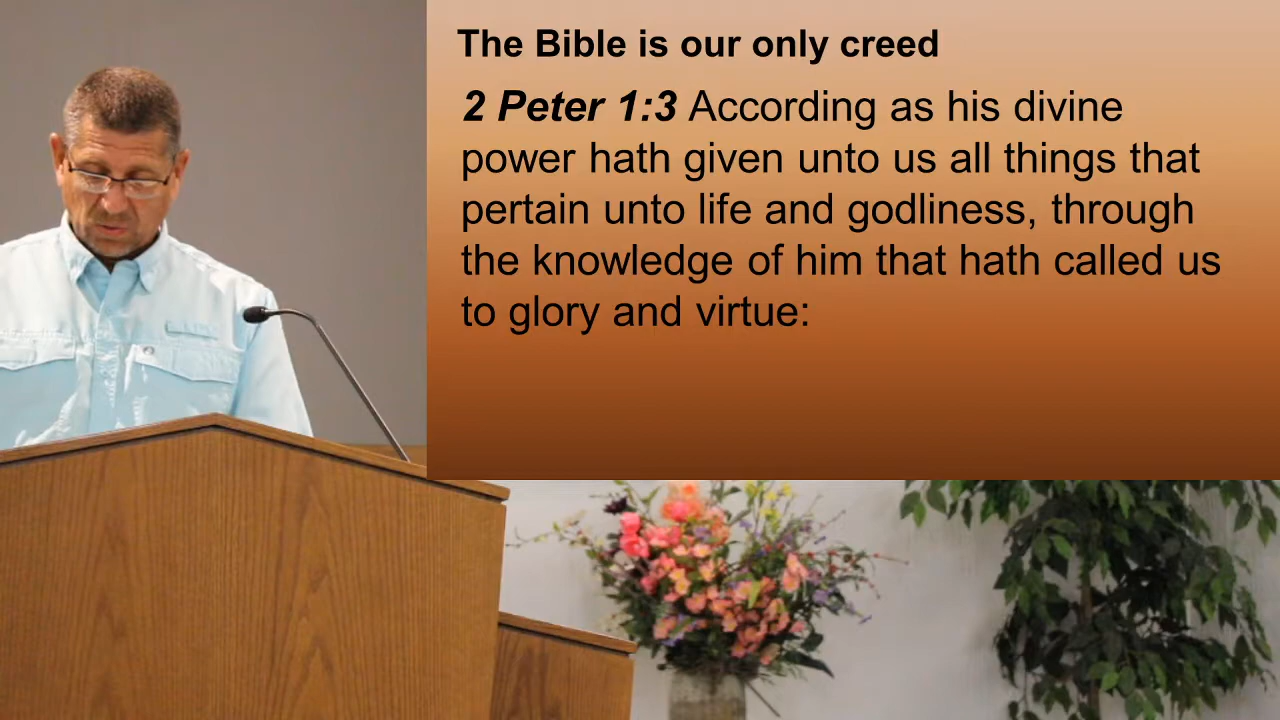 The Bible is our only creed
2 Peter 1:3 According as his divine
power hath given unto us all things that
pertain unto life and godliness, through
the knowledge of him that hath called us
to glory and virtue: